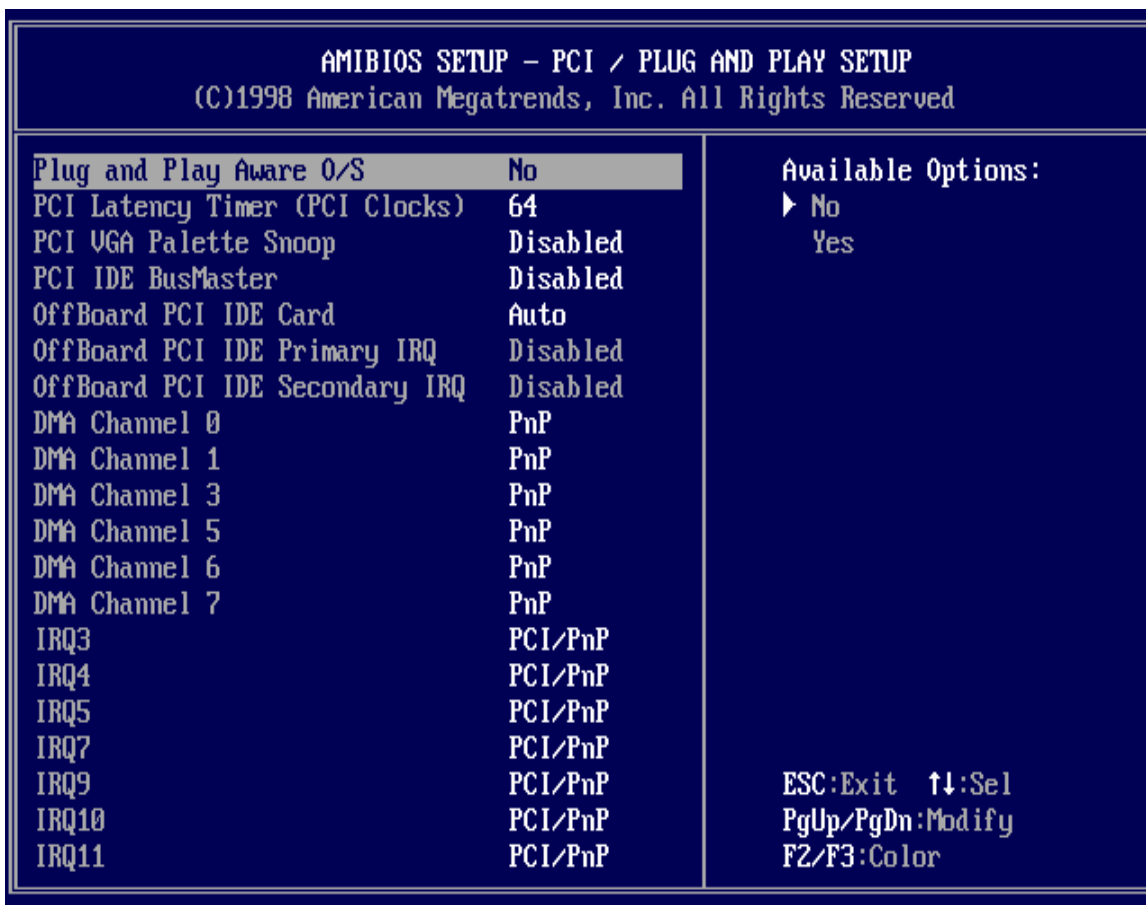 AMIBIOS SETUP – PCI / PLUG AND PLAY SETUP
(C)1998 American Megatrends, Inc. All Rights Reserved
Plug and Play Aware O/S No
PCI Latency Timer (PCI Clocks) 64
PCI VGA Palette Snoop Disabled
PCI IDE BusMaster Disabled
OffBoard PCI IDE Card Auto
OffBoard PCI IDE Primary IRQ Disabled
OffBoard PCI IDE Secondary IRQ Disabled
DMA Channel 0 PnP
DMA Channel 1 PnP
DMA Channel 3 PnP
DMA Channel 5 PnP
DMA Channel 6 PnP
DMA Channel 7 PnP
IRQ3 PCI/PnP
IRQ4 PCI/PnP
IRQ5 PCI/PnP
IRQ7 PCI/PnP
IRQ9 PCI/PnP
IRQ10 PCI/PnP
IRQ11 PCI/PnP
Available Options:
► No
Yes
ESC:Exit ↑↓:Sel
PgUp/PgDn:Modify
F2/F3:Color